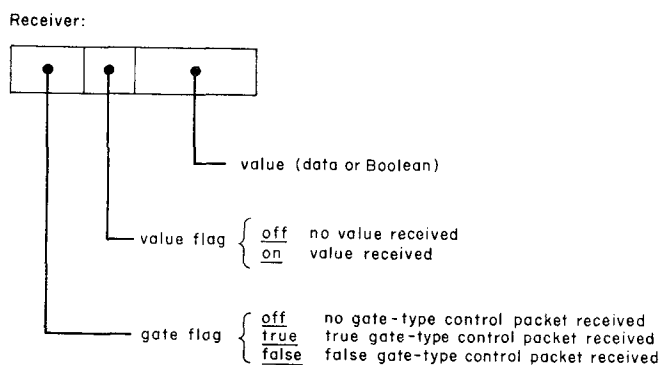 Receiver:
value (data or Boolean)
value flag { off no value received
on value received
gate flag { off no gate-type control packet received
true true gate-type control packet received
false false gate-type control packet received